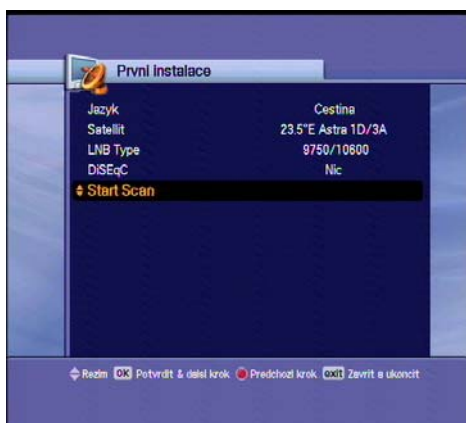 Prvni instalace
Jazyk Cestina
Satellit 23.5°E Astra 1D/3A
LNB Type 9750/10600
DiSEqC Nic
Start Scan
Rezim OK Potvrdit & dalsi krok Predchozi krok exit Zavrit a ukoncit